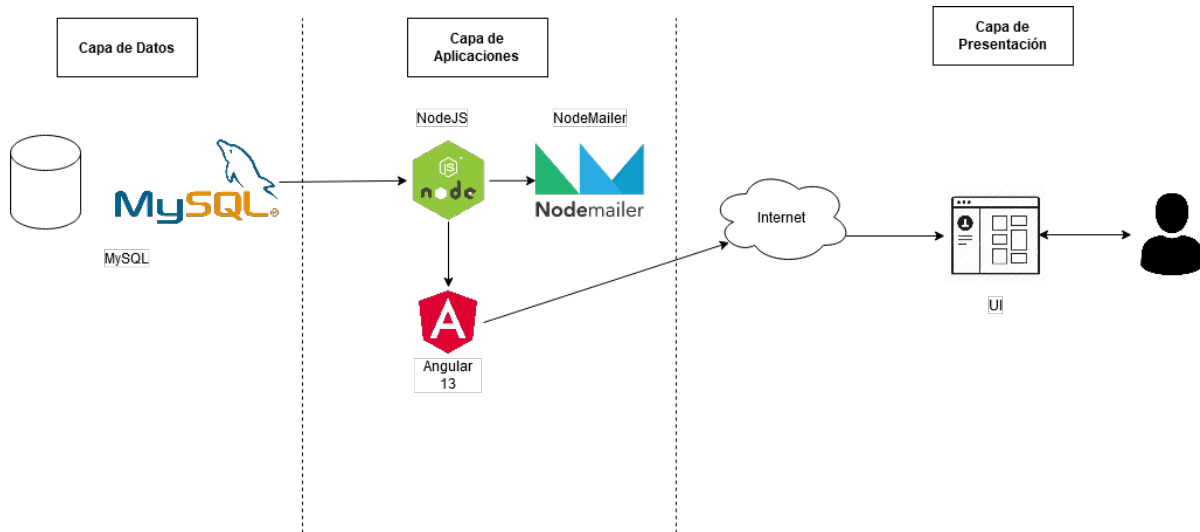 Capa de Datos
Capa de
Aplicaciones
Capa de
Presentación
NodeJS
NodeMailer
JS
node
Nodemailer
MySQL®
MySQL
Internet
A
Angular
13
UI